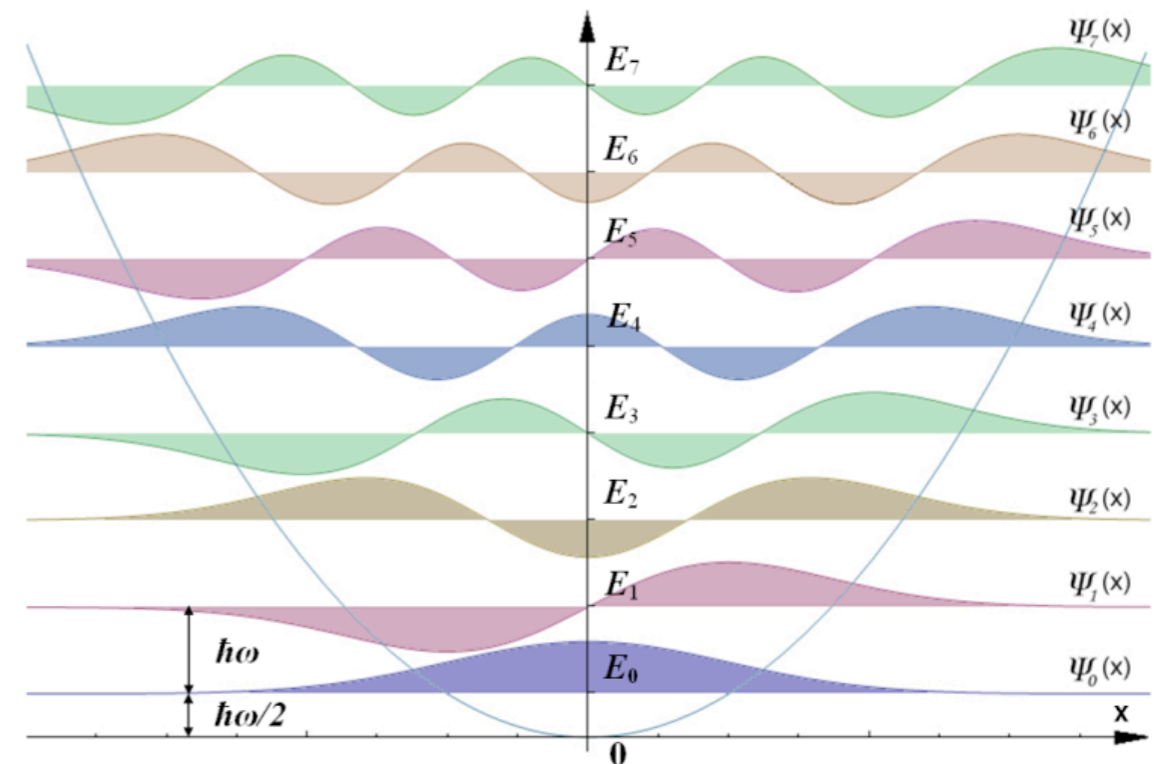 E₇ Ψ₇(x)
E₆ Ψ₆(x)
E₅ Ψ₅(x)
E₄ Ψ₄(x)
E₃ Ψ₃(x)
E₂ Ψ₂(x)
E₁ Ψ₁(x)
ħω
E₀ Ψ₀(x)
ħω/2
x
0